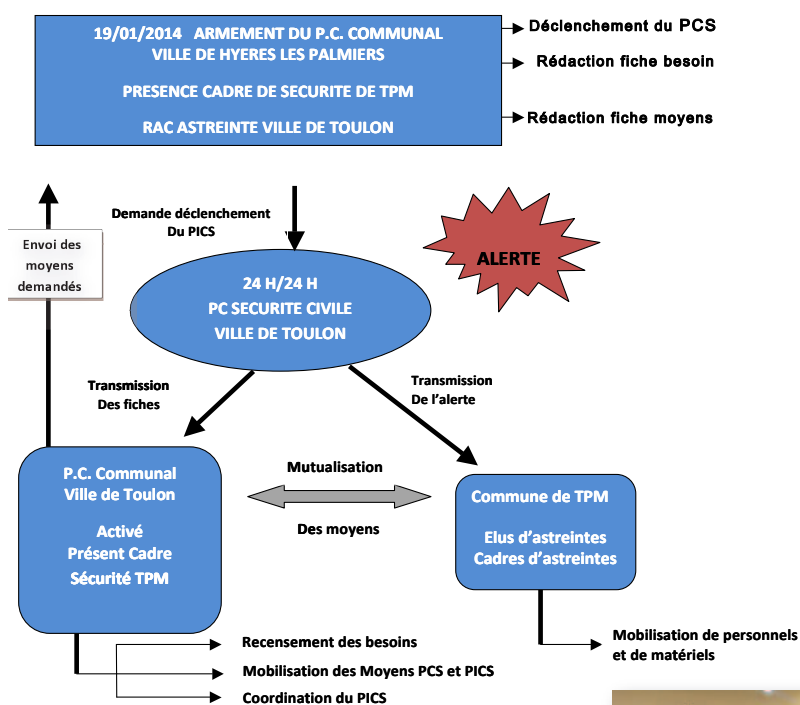 19/01/2014 ARMEMENT DU P.C. COMMUNAL
VILLE DE HYERES LES PALMIERS
PRESENCE CADRE DE SECURITE DE TPM
RAC ASTREINTE VILLE DE TOULON
Déclenchement du PCS
Rédaction fiche besoin
Rédaction fiche moyens
Demande déclenchement
Du PICS
Envoi des
moyens
demandés
ALERTE
24 H/24 H
PC SECURITE CIVILE
VILLE DE TOULON
Transmission
Des fiches
Transmission
De l'alerte
P.C. Communal
Ville de Toulon
Activé
Présent Cadre
Sécurité TPM
Mutualisation
Des moyens
Commune de TPM
Elus d'astreintes
Cadres d'astreintes
Recensement des besoins
Mobilisation des Moyens PCS et PICS
Coordination du PICS
Mobilisation de personnels
et de matériels